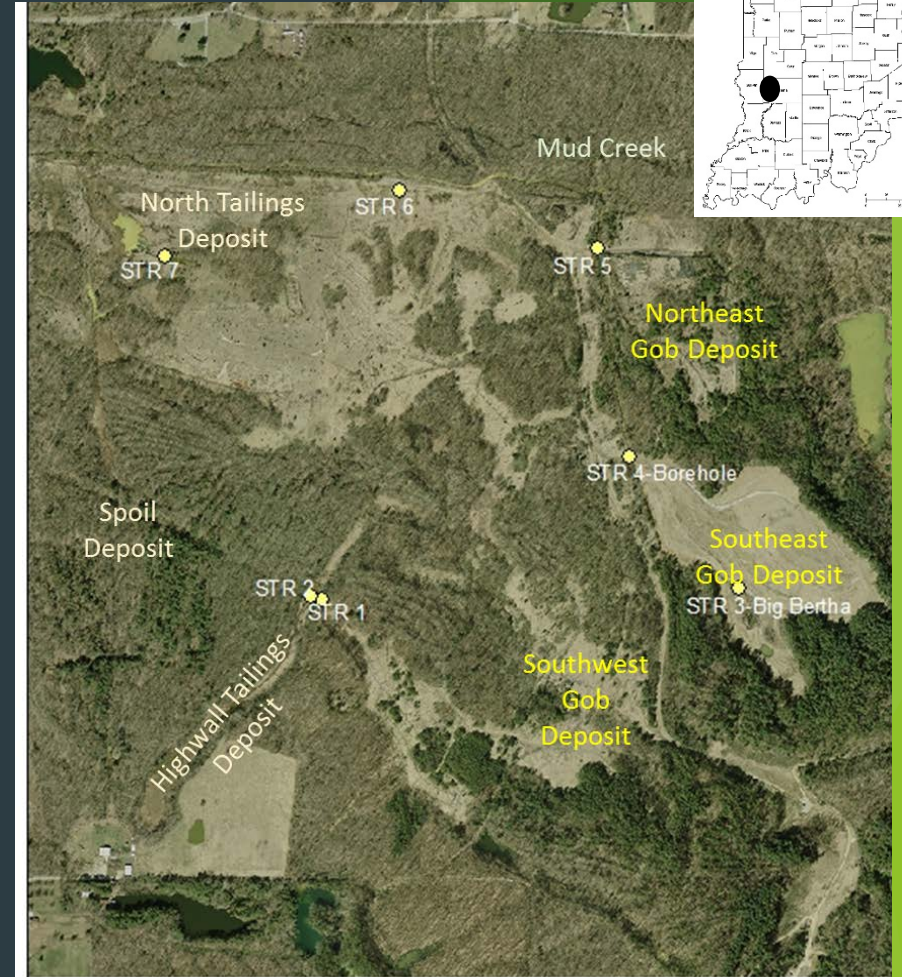 Mud Creek
North Tailings
Deposit
STR 6
STR 7
STR 5
Northeast
Gob Deposit
STR 4-Borehole
Spoil
Deposit
Southeast
Gob Deposit
STR 3-Big Bertha
STR 2
STR 1
Highwall Tailings
Deposit
Southwest
Gob
Deposit